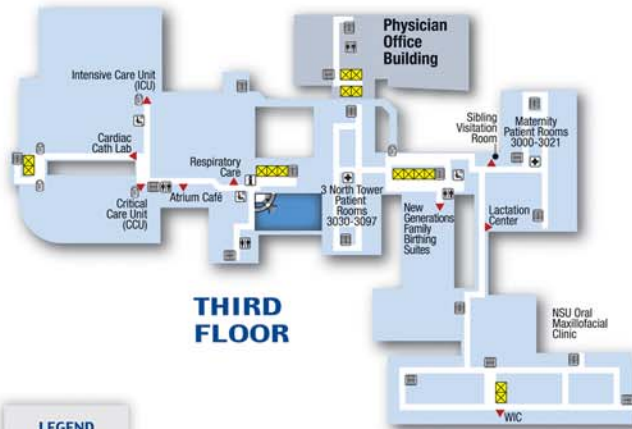 Physician
Office
Building
Intensive Care Unit
(ICU)
Sibling
Visitation
Room
Maternity
Patient Rooms
3000-3021
Cardiac
Cath Lab
Respiratory
Care
Critical
Care Unit
(CCU)
Atrium Café
3 North Tower
Patient
Rooms
3030-3097
New
Generations
Family
Birthing
Suites
Lactation
Center
THIRD
FLOOR
NSU Oral
Maxillofacial
Clinic
WIC
LEGEND